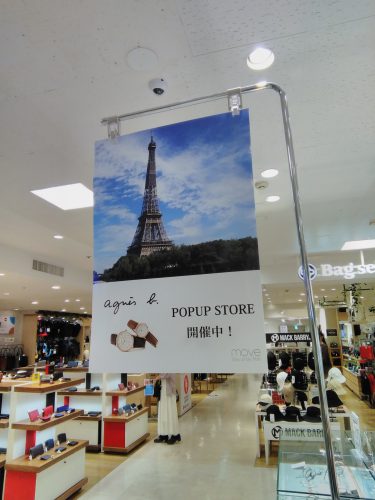 agnès b.
POPUP STORE
開催中！
move
Bag-se
MACK BARRY
MACK BARRY